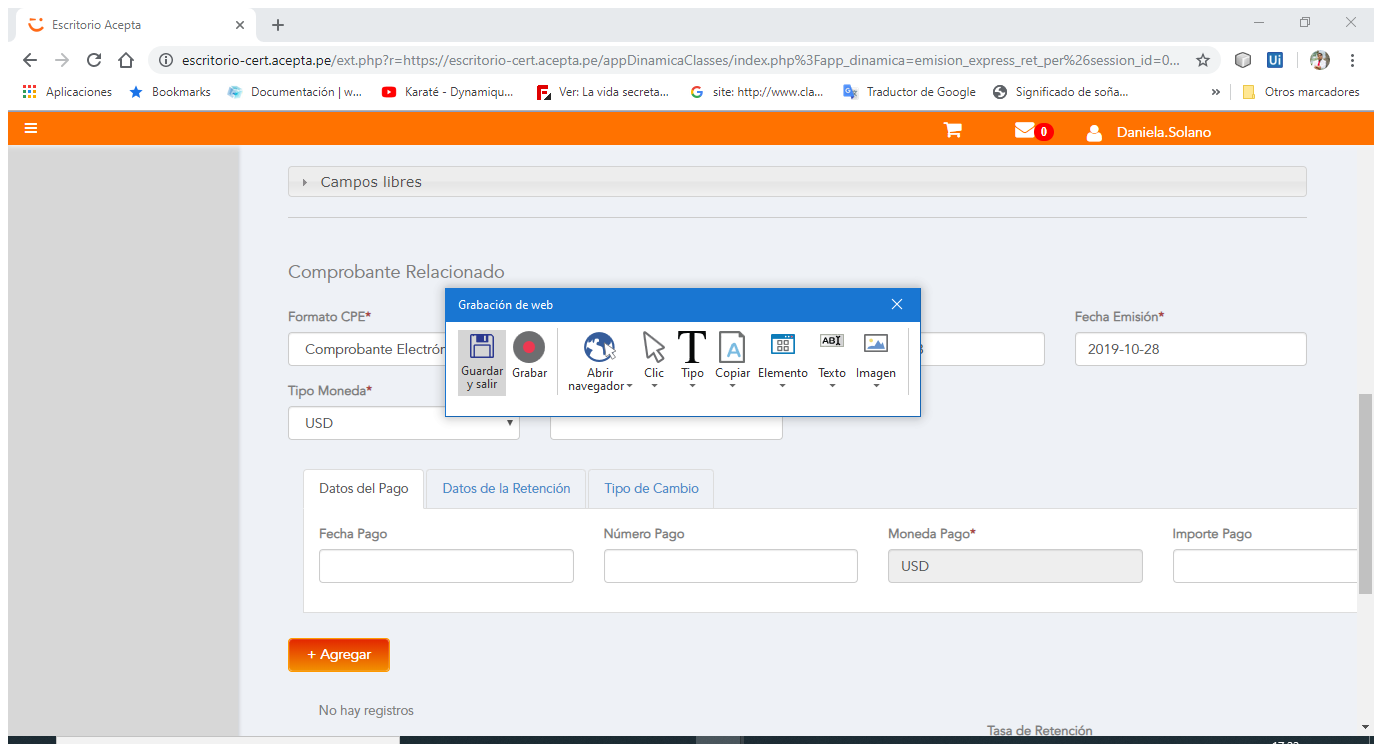 Escritorio Acepta
escritorio-cert.acepta.pe/ext.php?r=https://escritorio-cert.acepta.pe/appDinamicaClasses/index.php%3Fapp_dinamica=emision_express_ret_per%26session_id=0...
Ui
Aplicaciones Bookmarks Documentación | w... Karaté - Dynamiqu... Ver: La vida secreta... site: http://www.cla... Traductor de Google Significado de soña... » Otros marcadores
0 Daniela.Solano
Campos libres
Comprobante Relacionado
Grabación de web
Formato CPE* Fecha Emisión*
Comprobante Electrór 2019-10-28
Guardar y salir Grabar Abrir navegador Clic Tipo Copiar Elemento Texto Imagen
Tipo Moneda*
USD
Datos del Pago Datos de la Retención Tipo de Cambio
Fecha Pago Número Pago Moneda Pago* Importe Pago
USD
+ Agregar
No hay registros
Tasa de Retención